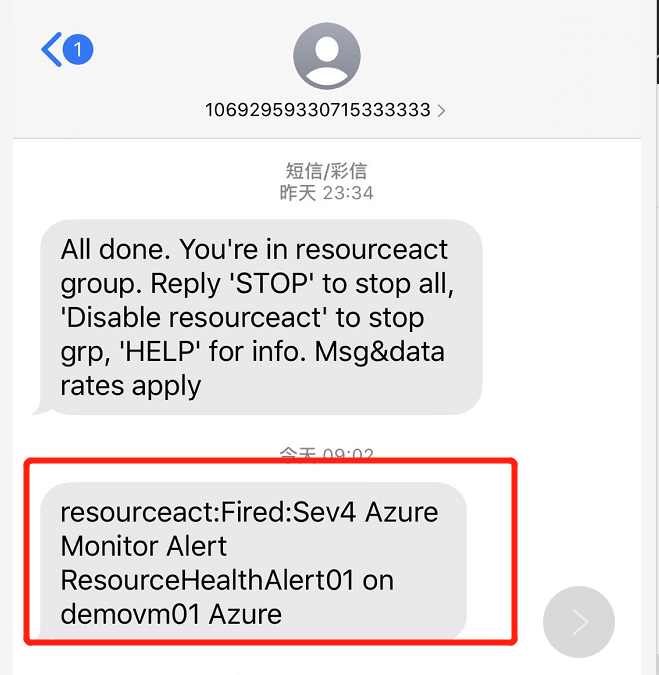 1
10692959330715333333
短信/彩信
昨天 23:34
All done. You're in resourceact
group. Reply 'STOP' to stop all,
'Disable resourceact' to stop
grp, 'HELP' for info. Msg&data
rates apply
今天 09:02
resourceact:Fired:Sev4 Azure
Monitor Alert
ResourceHealthAlert01 on
demovm01 Azure